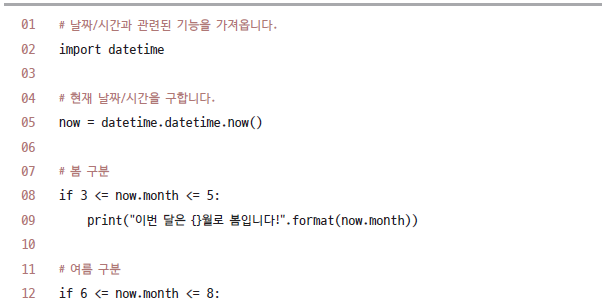 01 # 날짜/시간과 관련된 기능을 가져옵니다.
02 import datetime
03
04 # 현재 날짜/시간을 구합니다.
05 now = datetime.datetime.now()
06
07 # 봄 구분
08 if 3 <= now.month <= 5:
09     print("이번 달은 {}월로 봄입니다!".format(now.month))
10
11 # 여름 구분
12 if 6 <= now.month <= 8: